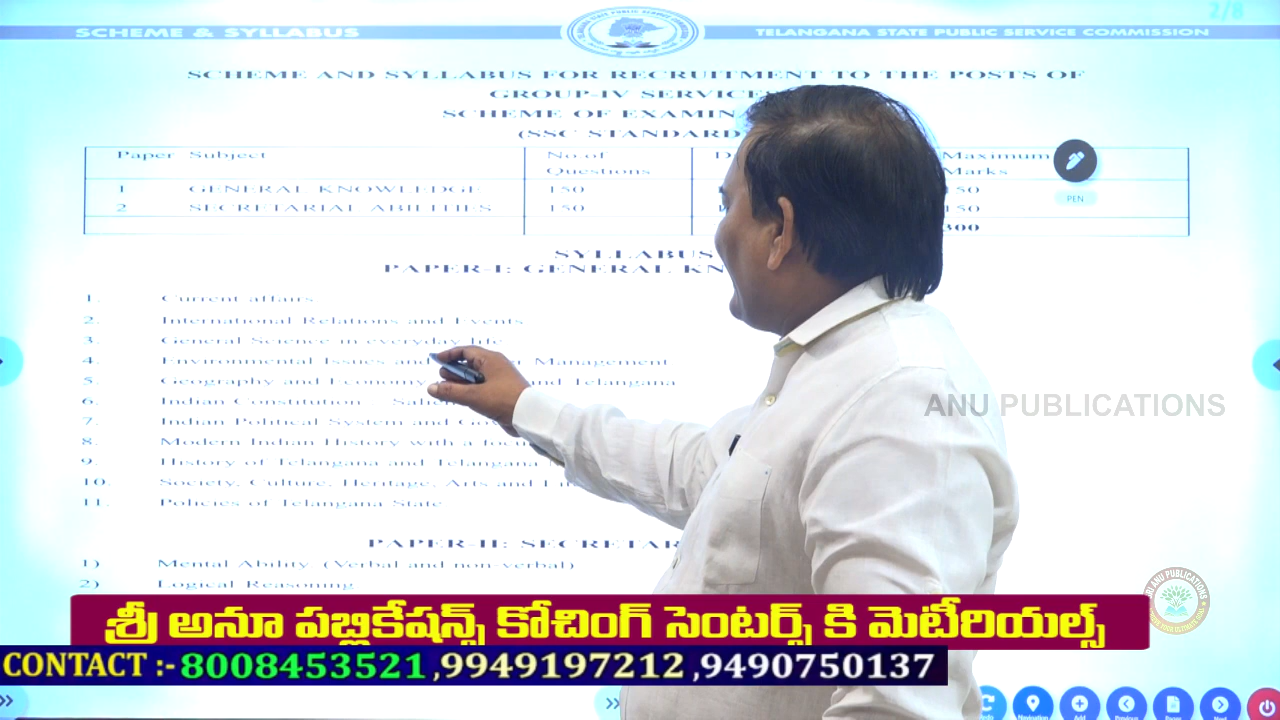 2/8
SCHEME & SYLLABUS
TELANGANA STATE PUBLIC SERVICE COMMISSION
SCHEME AND SYLLABUS FOR RECRUITMENT TO THE POSTS OF
GROUP-IV SERVICES
SCHEME OF
(SSC STANDARD
Paper Subject No of Questions Maximum Marks
1 GENERAL KNOWLEDGE 150 150
2 SECRETARIAL ABILITIES 150 150
300
SYLLABUS
PAPER-I: GENERAL
1. Current affairs.
2. International Relations and Events
3. General Science in everyday life
4. Environmental Issues and Management
5. Geography and Economy and Telangana
6. Indian Constitution
7. Indian Political System and
8. Modern Indian History with a
9. History of Telangana and Telangana
10. Society, Culture, Heritage, Arts and
11. Policies of Telangana State
PAPER-II:
1) Mental Ability (Verbal and non-verbal)
2) Logical Reasoning
PEN
ANU PUBLICATIONS
శ్రీ అనూ పబ్లికేషన్స్ కోచింగ్ సెంటర్స్ కి మెటీరియల్స్
CONTACT :- 8008453521,9949197212 ,9490750137